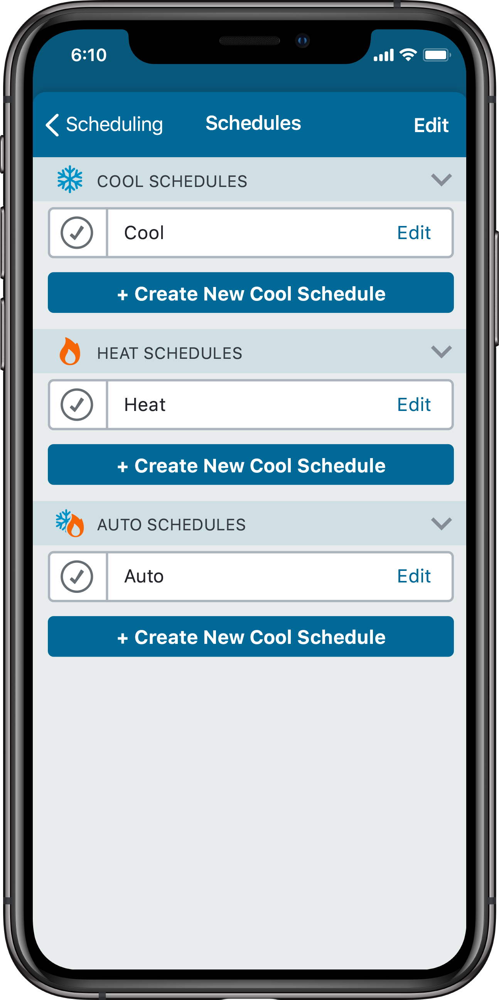 6:10
Scheduling Schedules Edit
COOL SCHEDULES
Cool Edit
+ Create New Cool Schedule
HEAT SCHEDULES
Heat Edit
+ Create New Cool Schedule
AUTO SCHEDULES
Auto Edit
+ Create New Cool Schedule